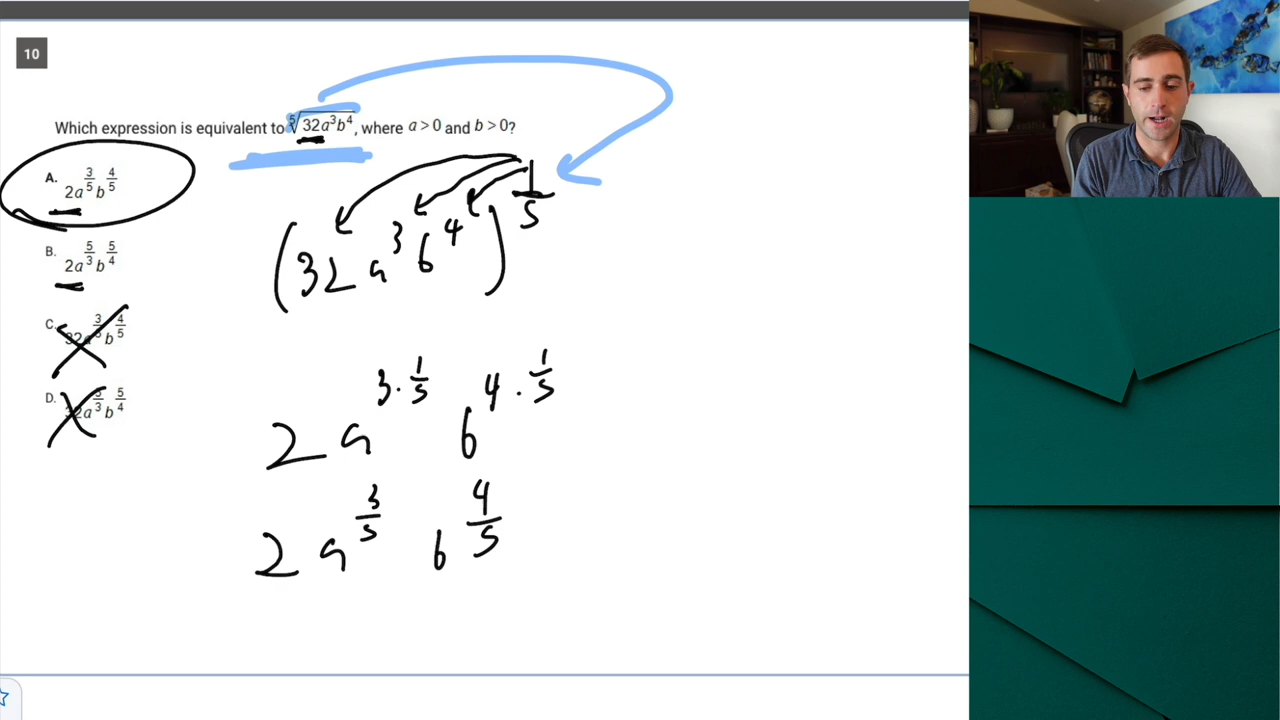 10
Which expression is equivalent to ⁵√32a³b⁴, where a > 0 and b > 0?
A. 2a^(3/5) b^(4/5)
B. 2a^(5/3) b^(5/4)
C. 32a^(3/5) b^(4/5)
D. 32a^(5/3) b^(5/4)
(32a³b⁴)^(1/5)
2a^(3·1/5) b^(4·1/5)
2a^(3/5) b^(4/5)